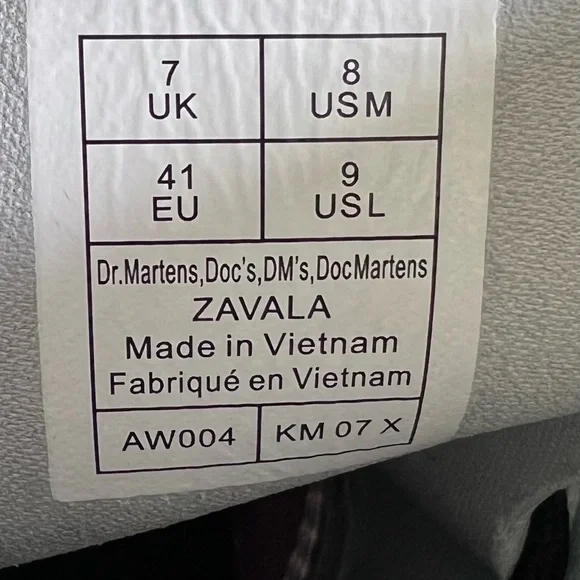 7 UK
8 USM
41 EU
9 USL
Dr.Martens,Doc's,DM's,DocMartens
ZAVALA
Made in Vietnam
Fabriqué en Vietnam
AW004
KM 07 X